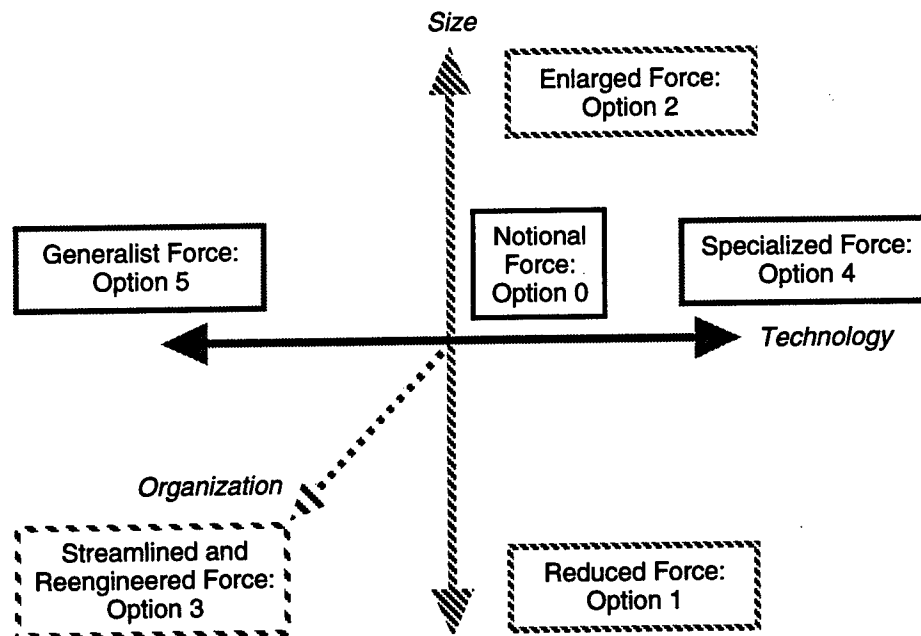 Size
Enlarged Force:
Option 2
Generalist Force:
Option 5
Notional
Force:
Option 0
Specialized Force:
Option 4
Technology
Organization
Streamlined and
Reengineered Force:
Option 3
Reduced Force:
Option 1